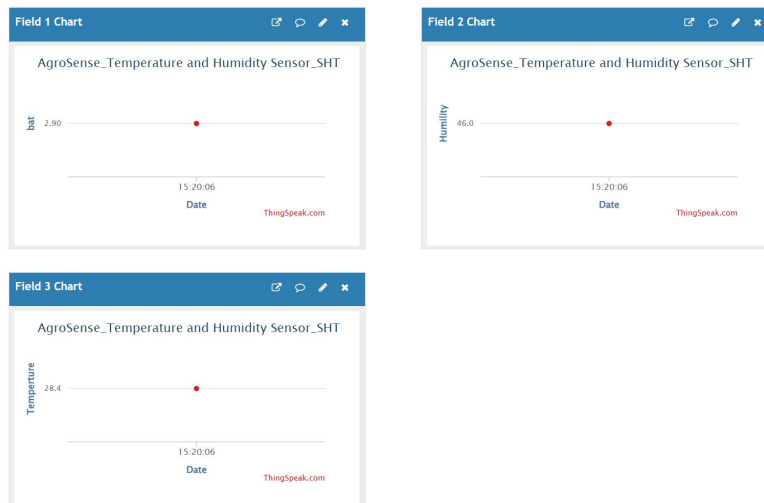 Field 1 Chart
AgroSense_Temperature and Humidity Sensor_SHT
bat
2.90
15:20:06
Date
ThingSpeak.com
Field 2 Chart
AgroSense_Temperature and Humidity Sensor_SHT
Humility
46.0
15:20:06
Date
ThingSpeak.com
Field 3 Chart
AgroSense_Temperature and Humidity Sensor_SHT
Temperture
28.4
15:20:06
Date
ThingSpeak.com